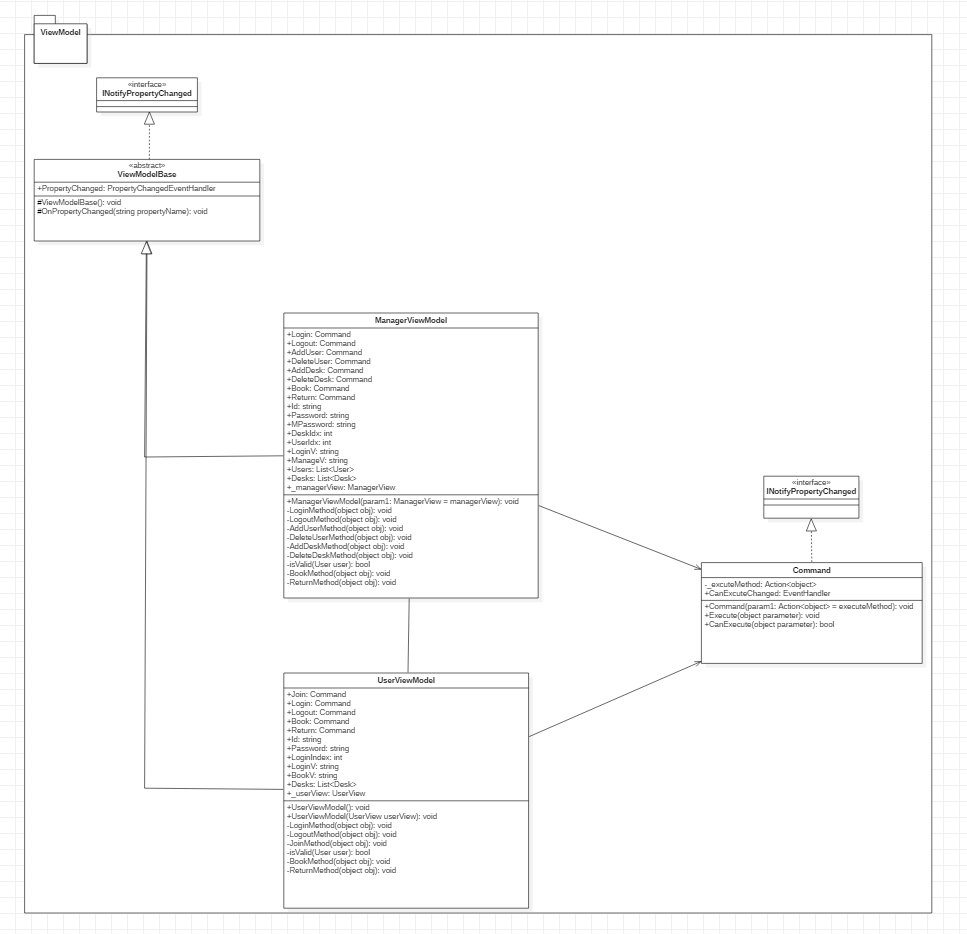 ViewModel
«interface»
INotifyPropertyChanged
«abstract»
ViewModelBase
+PropertyChanged: PropertyChangedEventHandler
#ViewModelBase(): void
#OnPropertyChanged(string propertyName): void
ManagerViewModel
+Login: Command
+Logout: Command
+AddUser: Command
+DeleteUser: Command
+AddDesk: Command
+DeleteDesk: Command
+Book: Command
+Return: Command
+Id: string
+Password: string
+MPassword: string
+DeskIdx: int
+UserIdx: int
+LoginV: string
+ManageV: string
+Users: List<User>
+Desks: List<Desk>
+_managerView: ManagerView
+ManagerViewModel(param1: ManagerView = managerView): void
-LoginMethod(object obj): void
-LogoutMethod(object obj): void
-AddUserMethod(object obj): void
-DeleteUserMethod(object obj): void
-AddDeskMethod(object obj): void
-DeleteDeskMethod(object obj): void
-isValid(User user): bool
-BookMethod(object obj): void
-ReturnMethod(object obj): void
«interface»
INotifyPropertyChanged
Command
-_excuteMethod: Action<object>
+CanExcuteChanged: EventHandler
+Command(param1: Action<object> = executeMethod): void
+Execute(object parameter): void
+CanExecute(object parameter): bool
UserViewModel
+Join: Command
+Login: Command
+Logout: Command
+Book: Command
+Return: Command
+Id: string
+Password: string
+LoginIndex: int
+LoginV: string
+BookV: string
+Desks: List<Desk>
+_userView: UserView
+UserViewModel(): void
+UserViewModel(UserView userView): void
-LoginMethod(object obj): void
-LogoutMethod(object obj): void
-JoinMethod(object obj): void
-isValid(User user): bool
-BookMethod(object obj): void
-ReturnMethod(object obj): void